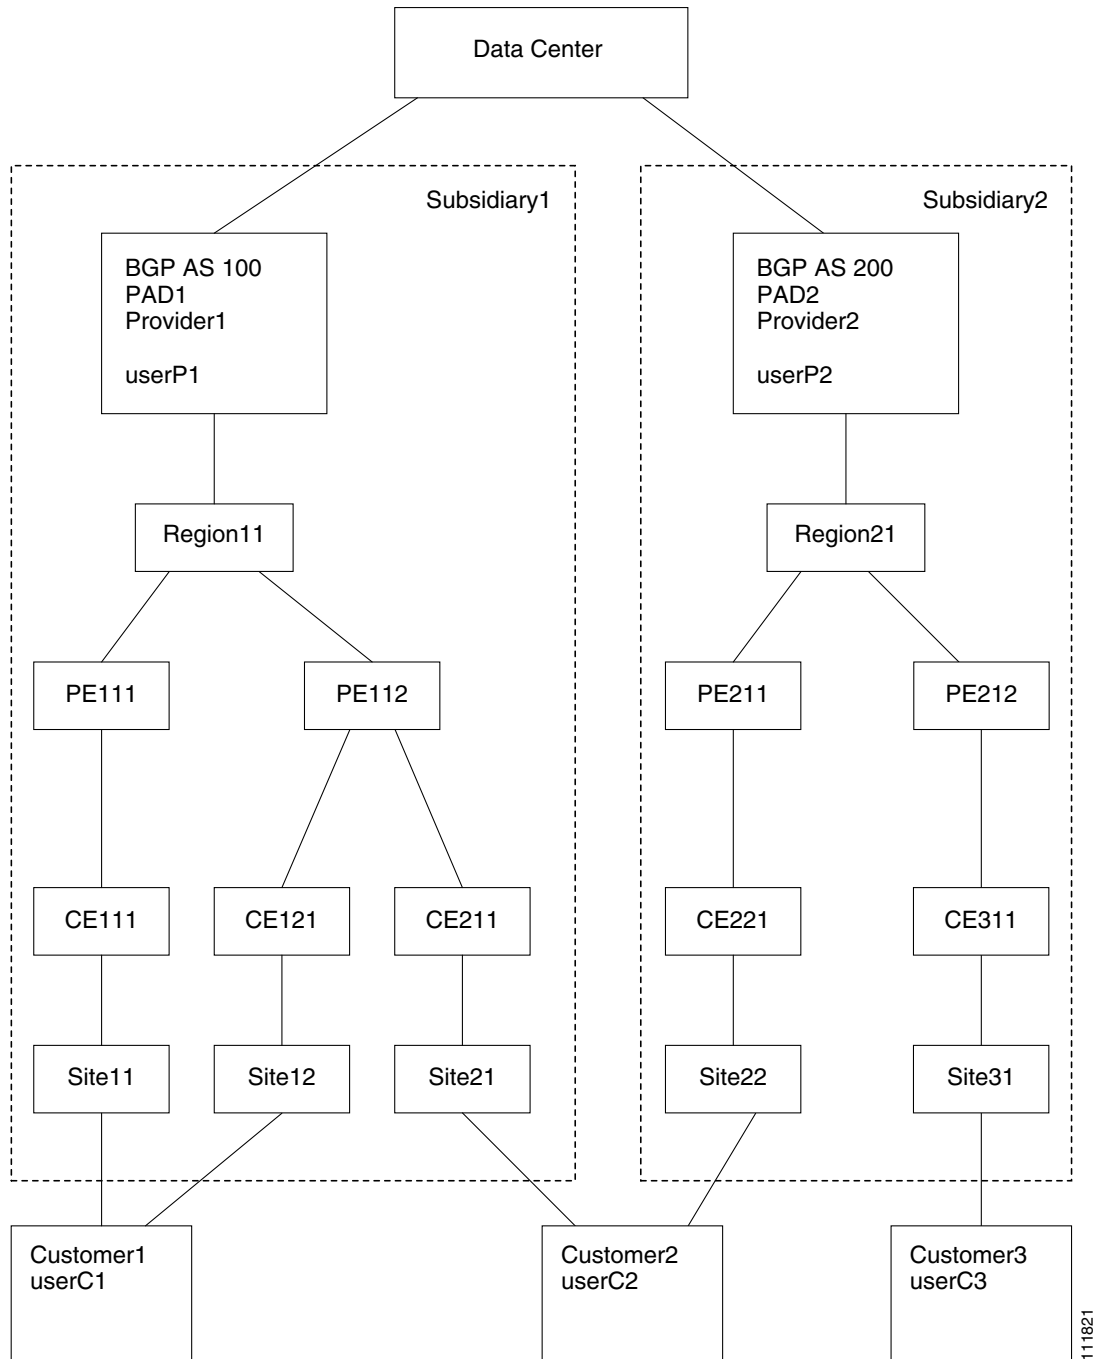 Data Center
Subsidiary1
Subsidiary2
BGP AS 100
PAD1
Provider1
userP1
BGP AS 200
PAD2
Provider2
userP2
Region11
Region21
PE111
PE112
PE211
PE212
CE111
CE121
CE211
CE221
CE311
Site11
Site12
Site21
Site22
Site31
Customer1
userC1
Customer2
userC2
Customer3
userC3
111821